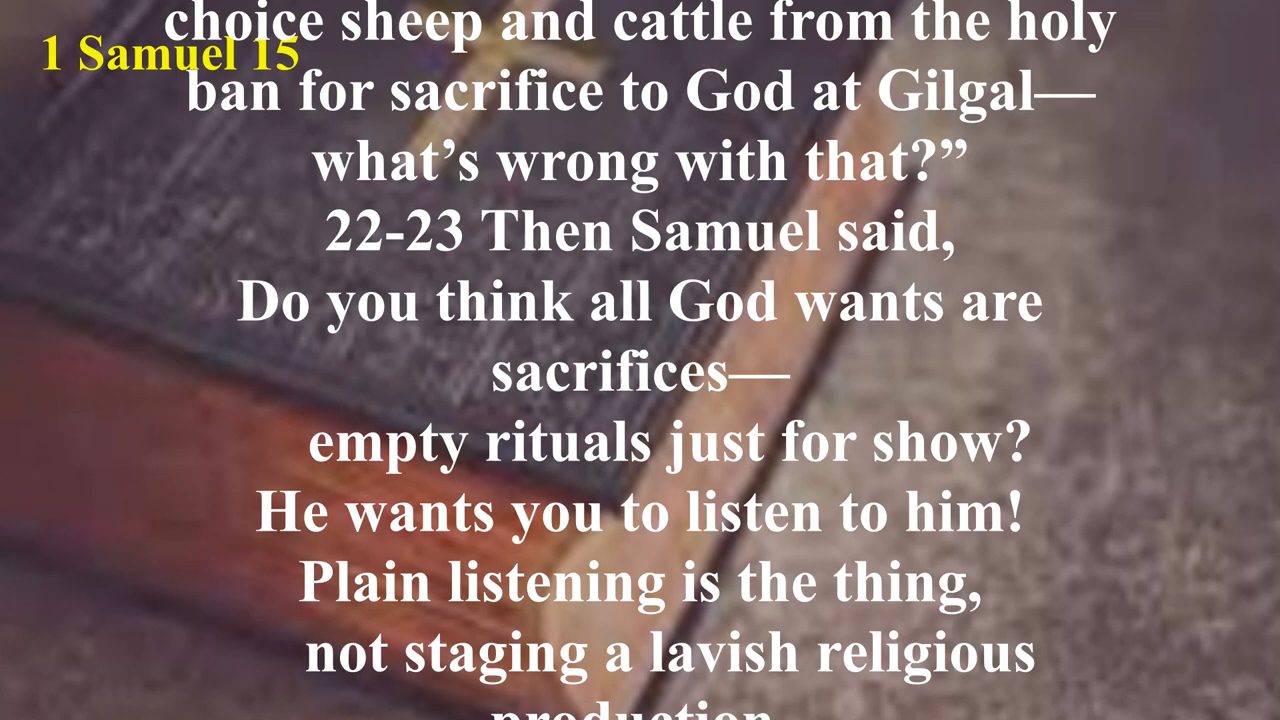 choice sheep and cattle from the holy
1 Samuel 15
ban for sacrifice to God at Gilgal—
what’s wrong with that?”
22-23 Then Samuel said,
Do you think all God wants are
sacrifices—
empty rituals just for show?
He wants you to listen to him!
Plain listening is the thing,
not staging a lavish religious
production